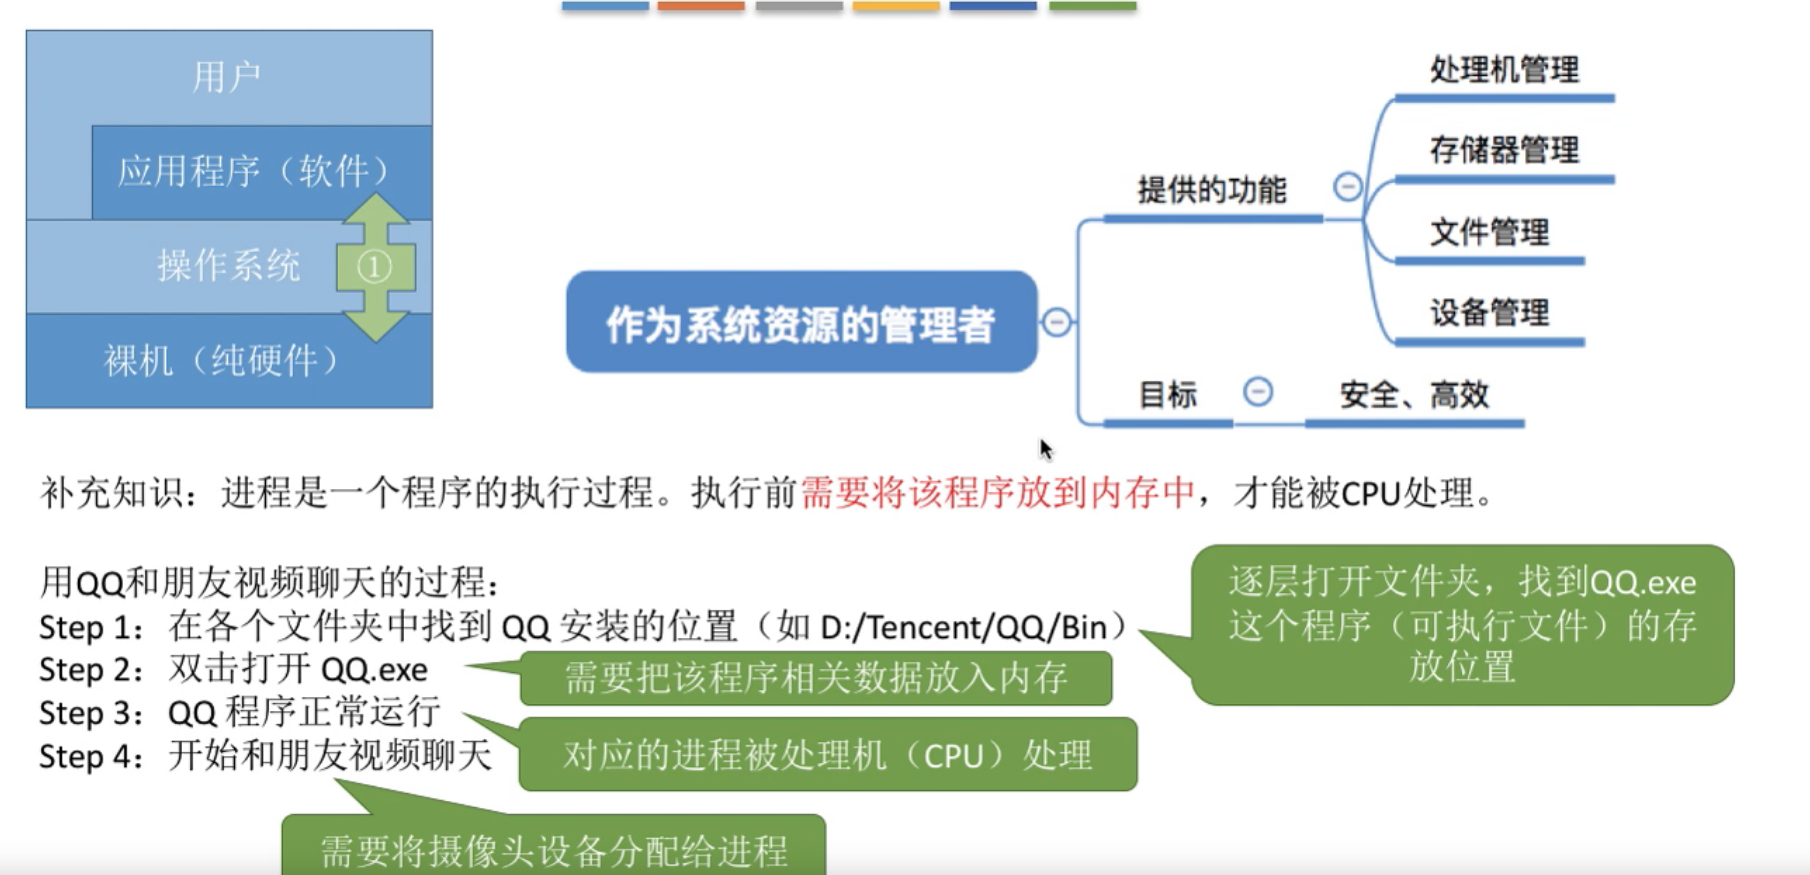 用户
应用程序（软件）
操作系统
①
裸机（纯硬件）
作为系统资源的管理者
提供的功能
处理机管理
存储器管理
文件管理
设备管理
目标
安全、高效
补充知识：进程是一个程序的执行过程。执行前需要将该程序放到内存中，才能被CPU处理。
用QQ和朋友视频聊天的过程：
Step 1：在各个文件夹中找到 QQ 安装的位置（如 D:/Tencent/QQ/Bin）
逐层打开文件夹，找到QQ.exe
这个程序（可执行文件）的存
放位置
Step 2：双击打开 QQ.exe
需要把该程序相关数据放入内存
Step 3：QQ 程序正常运行
对应的进程被处理机（CPU）处理
Step 4：开始和朋友视频聊天
需要将摄像头设备分配给进程